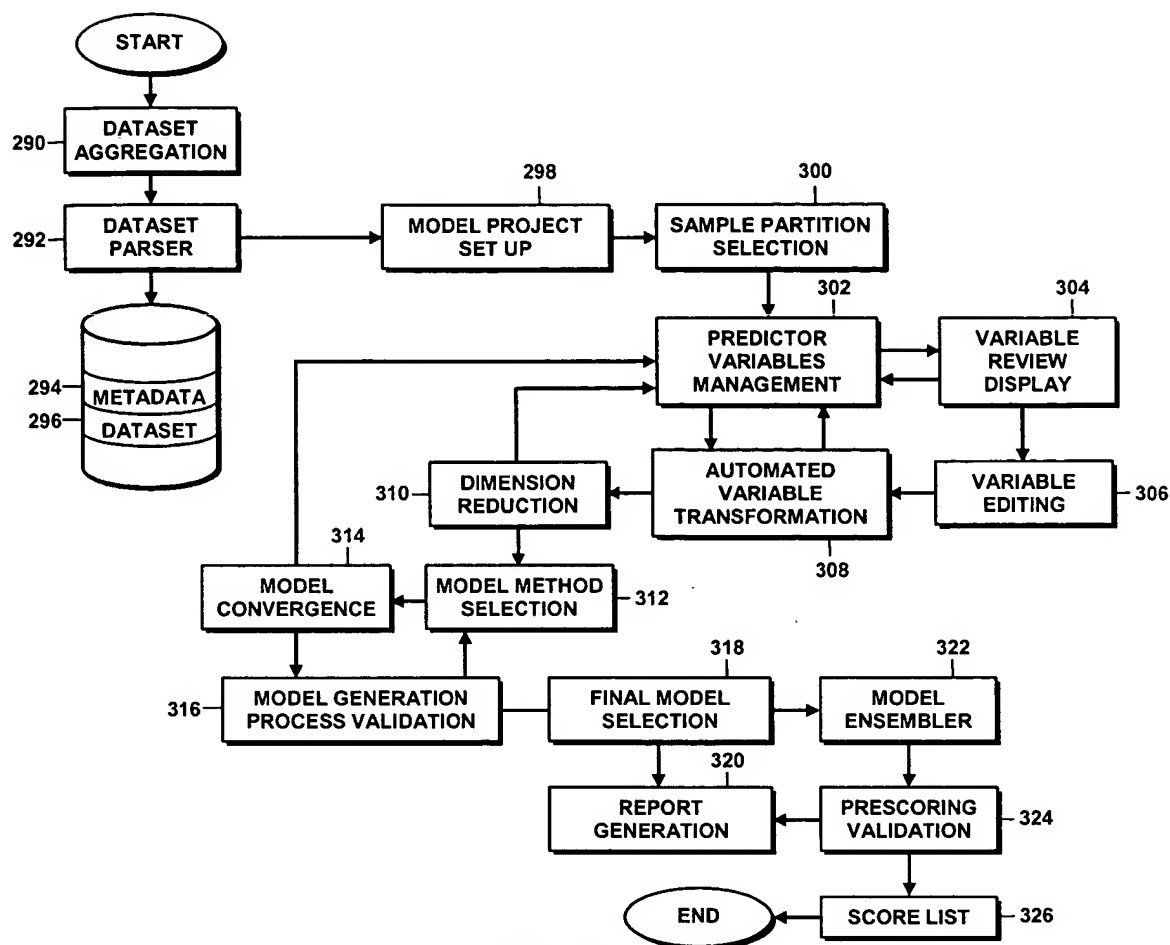 START
290
DATASET
AGGREGATION
298
300
292
DATASET
PARSER
MODEL PROJECT
SET UP
SAMPLE PARTITION
SELECTION
302
304
PREDICTOR
VARIABLES
MANAGEMENT
VARIABLE
REVIEW
DISPLAY
294
METADATA
296
DATASET
310
DIMENSION
REDUCTION
AUTOMATED
VARIABLE
TRANSFORMATION
VARIABLE
EDITING
306
308
314
MODEL
CONVERGENCE
MODEL METHOD
SELECTION
312
318
322
316
MODEL GENERATION
PROCESS VALIDATION
FINAL MODEL
SELECTION
MODEL
ENSEMBLER
320
REPORT
GENERATION
PRESCORING
VALIDATION
324
END
SCORE LIST
326